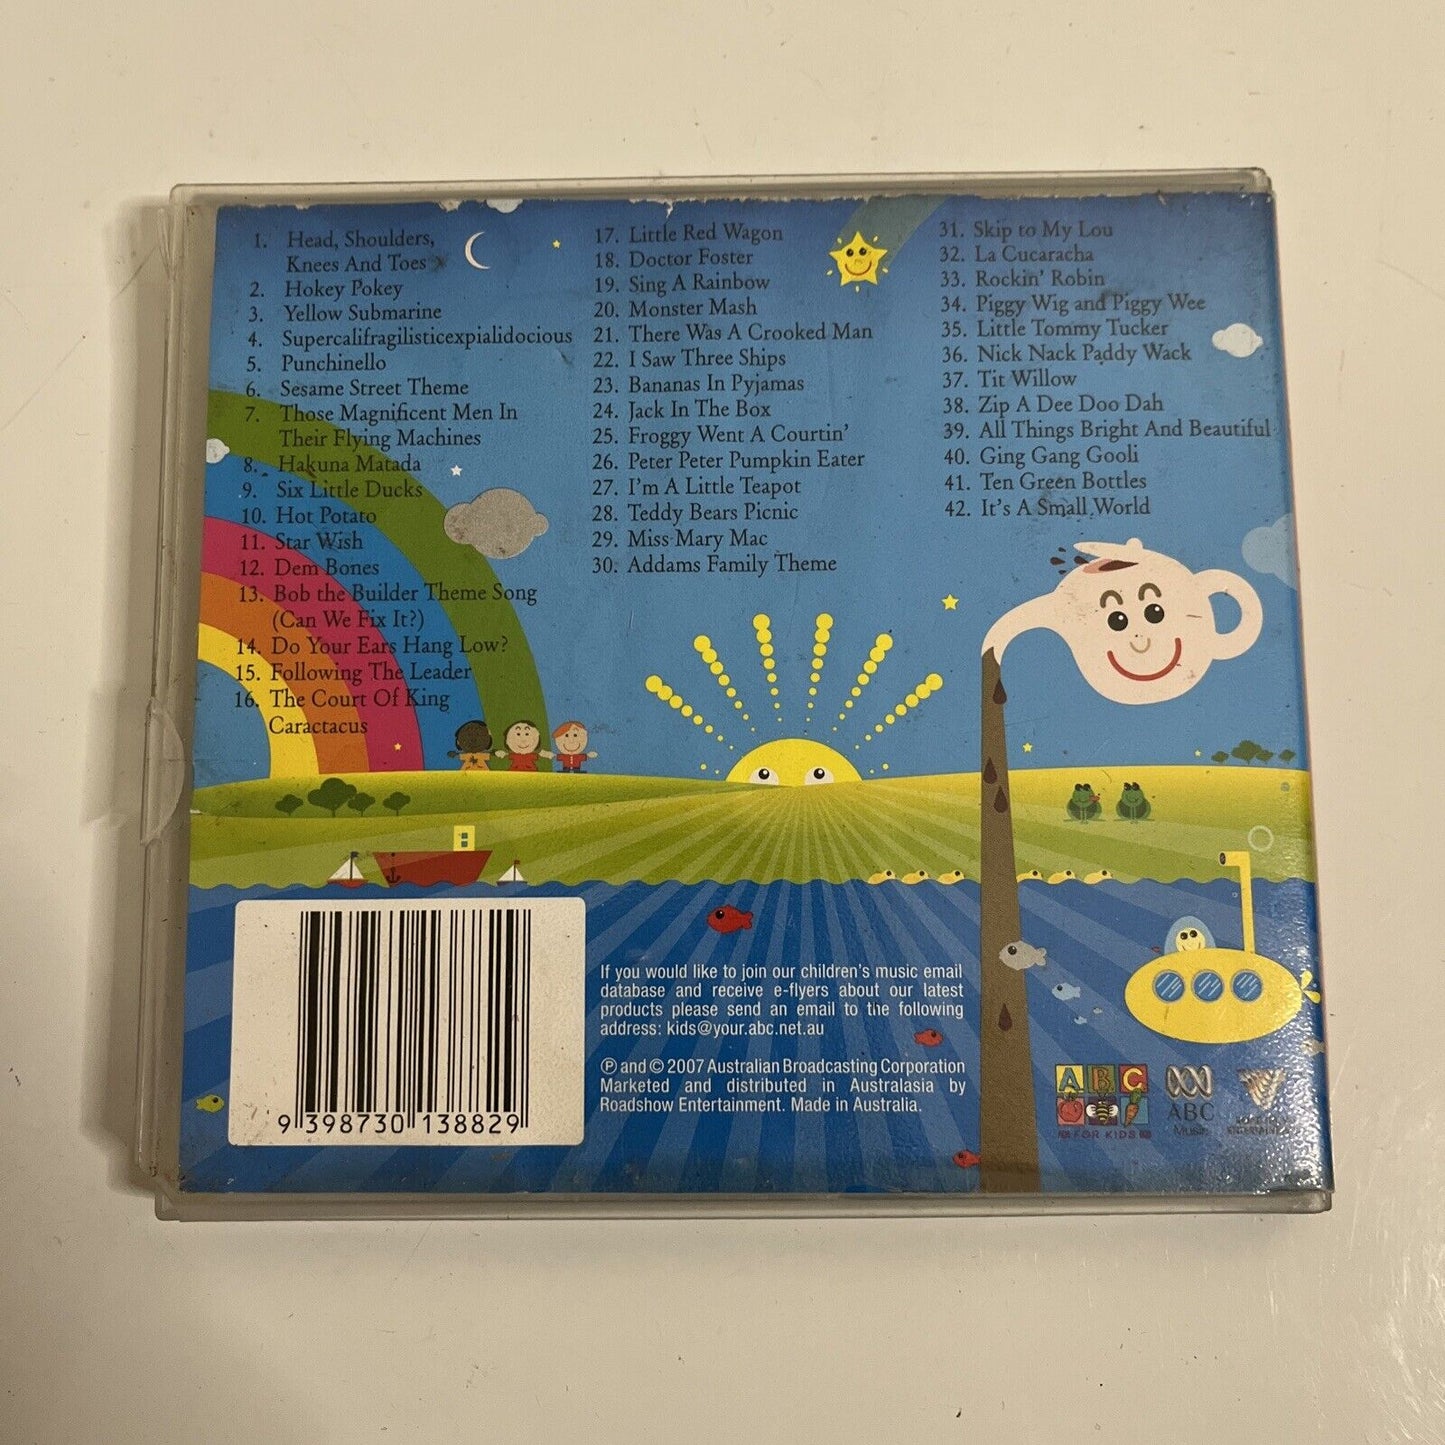 1. Head, Shoulders,
Knees And Toes
2. Hokey Pokey
3. Yellow Submarine
4. Supercalifragilisticexpialidocious
5. Punchinello
6. Sesame Street Theme
7. Those Magnificent Men In
Their Flying Machines
8. Hakuna Matada
9. Six Little Ducks
10. Hot Potato
11. Star Wish
12. Dem Bones
13. Bob the Builder Theme Song
(Can We Fix It?)
14. Do Your Ears Hang Low?
15. Following The Leader
16. The Court Of King
Caractacus
17. Little Red Wagon
18. Doctor Foster
19. Sing A Rainbow
20. Monster Mash
21. There Was A Crooked Man
22. I Saw Three Ships
23. Bananas In Pyjamas
24. Jack In The Box
25. Froggy Went A Courtin'
26. Peter Peter Pumpkin Eater
27. I'm A Little Teapot
28. Teddy Bears Picnic
29. Miss Mary Mac
30. Addams Family Theme
31. Skip to My Lou
32. La Cucaracha
33. Rockin' Robin
34. Piggy Wig and Piggy Wee
35. Little Tommy Tucker
36. Nick Nack Paddy Wack
37. Tit Willow
38. Zip A Dee Doo Dah
39. All Things Bright And Beautiful
40. Ging Gang Gooli
41. Ten Green Bottles
42. It's A Small World
If you would like to join our children's music email
database and receive e-flyers about our latest
products please send an email to the following
address: kids@your.abc.net.au
℗ and © 2007 Australian Broadcasting Corporation
Marketed and distributed in Australasia by
Roadshow Entertainment. Made in Australia.
9 398730 138829
ABC
FOR KIDS
ABC
Music